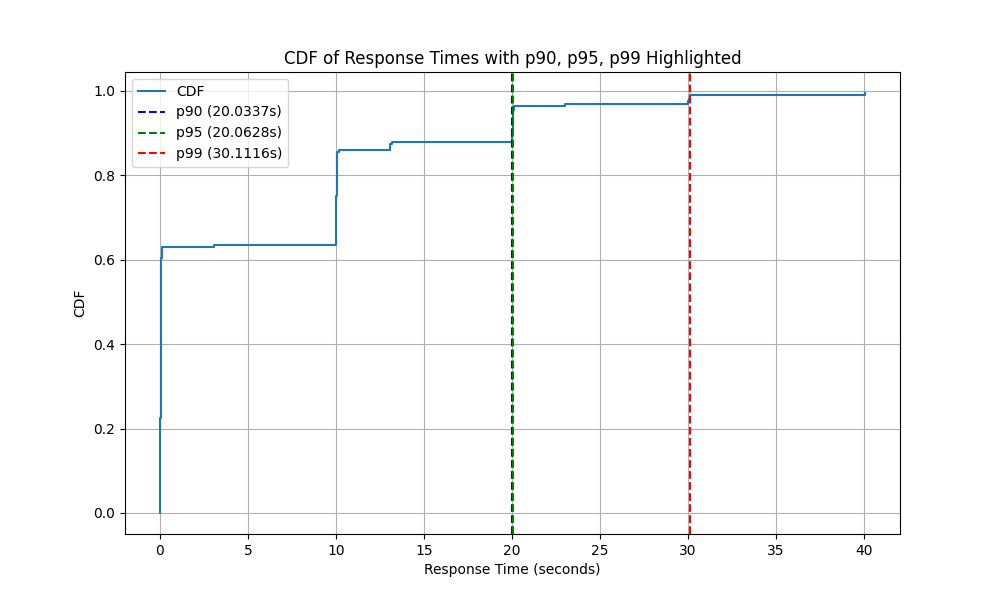 CDF of Response Times with p90, p95, p99 Highlighted
CDF
p90 (20.0337s)
p95 (20.0628s)
p99 (30.1116s)
1.0
0.8
0.6
0.4
0.2
0.0
CDF
0 5 10 15 20 25 30 35 40
Response Time (seconds)